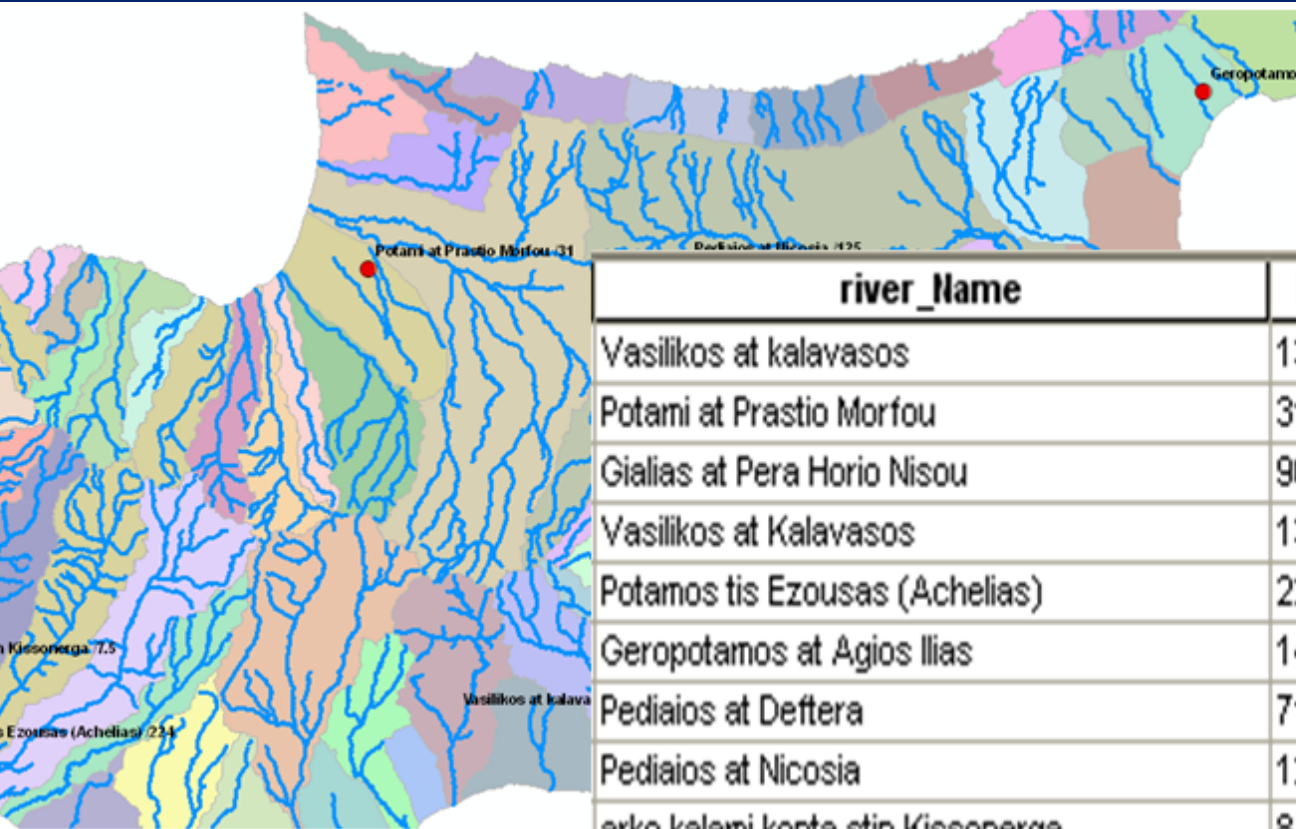 Geropotamo
Potami at Prastio Morfou /31
Pediaios at Nicosia /125
Kissonerga /7.5
Vasilikos at kalava
s Ezousas (Achelias) /224
river_Name
Vasilikos at kalavasos
Potami at Prastio Morfou
Gialias at Pera Horio Nisou
Vasilikos at Kalavasos
Potamos tis Ezousas (Achelias)
Geropotamos at Agios Ilias
Pediaios at Deftera
Pediaios at Nicosia